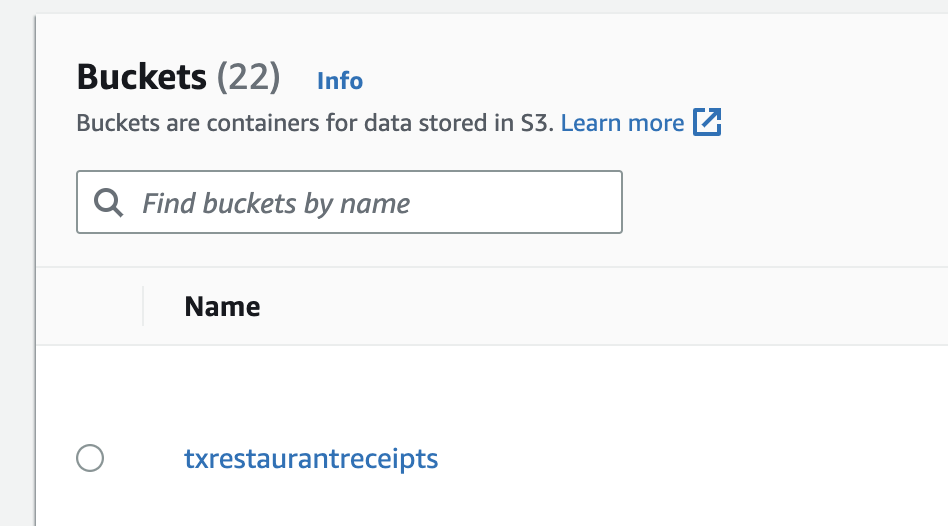 Buckets (22) Info
Buckets are containers for data stored in S3. Learn more
Find buckets by name
Name
txrestaurantreceipts